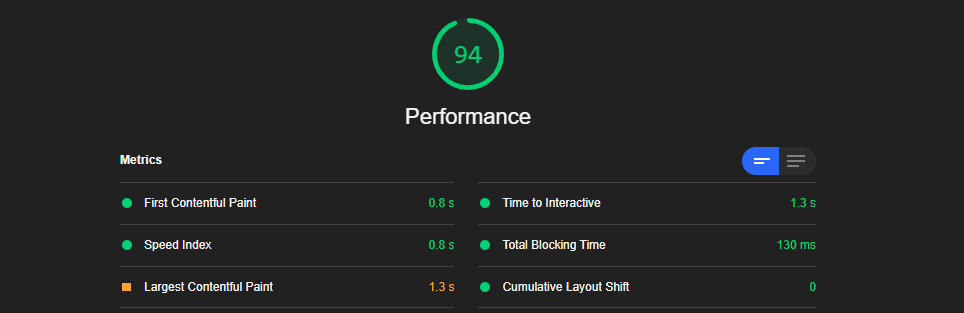 94
Performance
Metrics
First Contentful Paint 0.8 s
Time to Interactive 1.3 s
Speed Index 0.8 s
Total Blocking Time 130 ms
Largest Contentful Paint 1.3 s
Cumulative Layout Shift 0